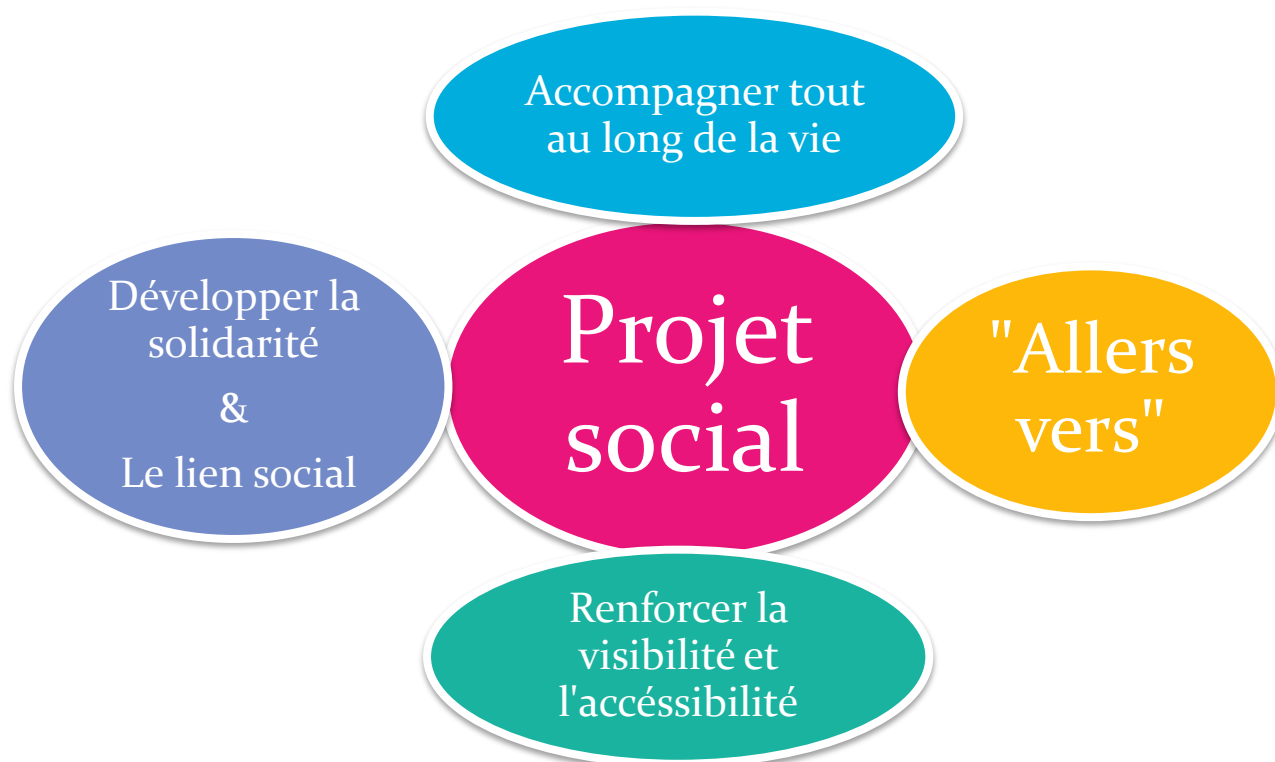 Accompagner tout
au long de la vie
Développer la
solidarité
&
Le lien social
Projet
social
"Allers
vers"
Renforcer la
visibilité et
l'accéssibilité